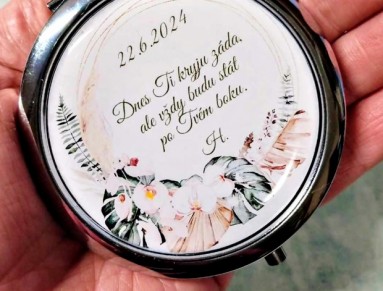 22.6.2024
Dnes Ti kryju záda,
ale vždy budu stát
po Tvém boku.
H.